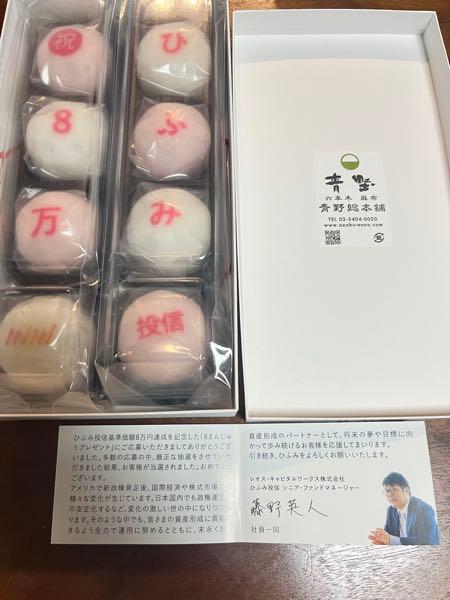 祝
8
万
ひ
ふ
み
投信
青野
六本木 麻布
青野総本舗
TEL 03-3404-0020
www.azabu-aono.com
ひふみ投信基準価額8万円達成を記念した「8まんじゅ
うプレゼント」にご応募いただきましてありがとうござ
いました。多数の応募の中、厳正な抽選をさせていた
だきました結果、お客様が当選されました。おめでと
うございます。
アメリカで新政権発足後、国際経済や株式市場
様々な変化が生じています。日本国内でも政権運
不安定化するなど、変化の激しい世の中になりつつ
ります。そのような中でも、皆さまの資産形成に貢献
きるよう全力で運用に努めるとともに、末永く
資産形成のパートナーとして、将来の夢や目標に向
かって歩み続けるお客様を応援してまいります。
引き続き、ひふみをよろしくお願いいたします。
レオス・キャピタルワークス株式会社
ひふみ投信 シニア・ファンドマネージャー
藤野英人
社員一同